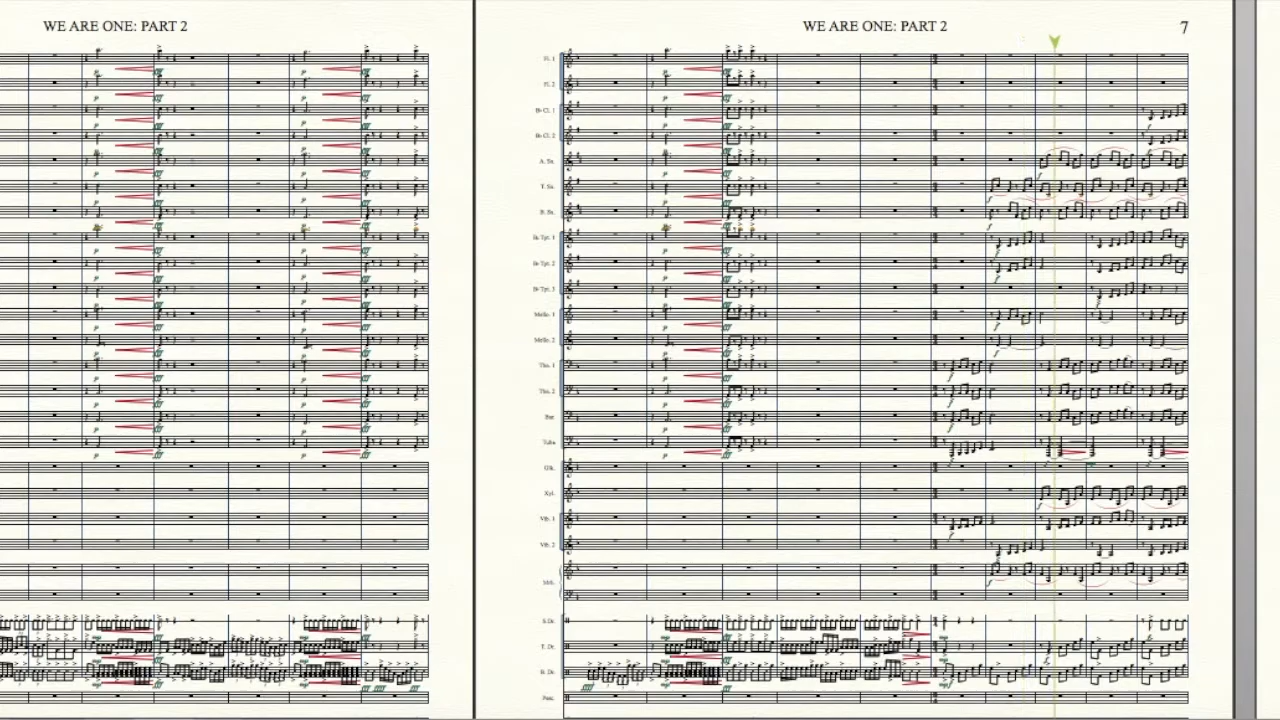 WE ARE ONE: PART 2
WE ARE ONE: PART 2
7
Fl. 1
Fl. 2
Bb Cl. 1
Bb Cl. 2
A. Sx.
T. Sx.
B. Sx.
Bb Tpt. 1
Bb Tpt. 2
Bb Tpt. 3
Mello. 1
Mello. 2
Tbn. 1
Tbn. 2
Bar.
Tuba
Glk.
Xyl.
Vib. 1
Vib. 2
Mrb.
S.Dr.
T. Dr.
B. Dr.
Perc.